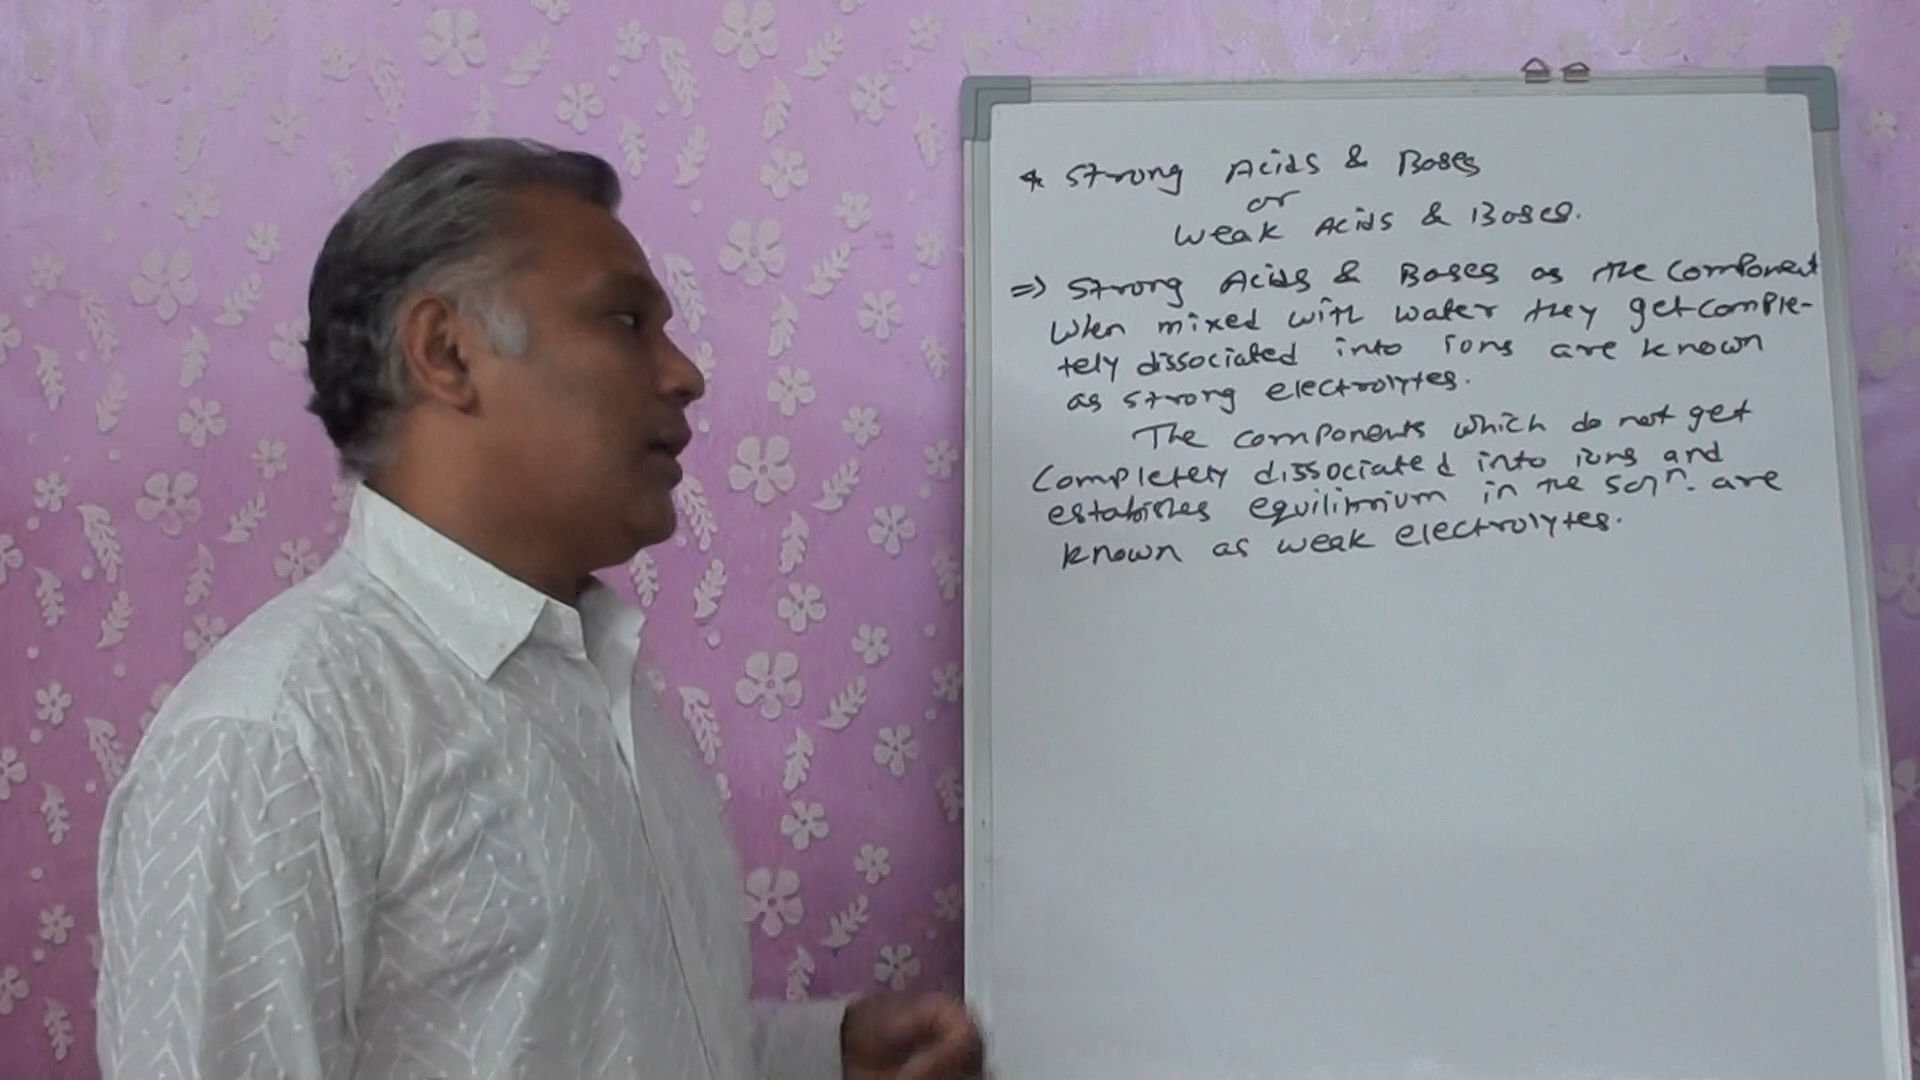 * Strong Acids & Bases
or
Weak Acids & Bases.
=> Strong Acids & Bases as the component
when mixed with water they get comple-
tely dissociated into ions are known
as strong electrolytes.
The components which do not get
completely dissociated into ions and
establishes equilibrium in the solⁿ. are
known as weak electrolytes.